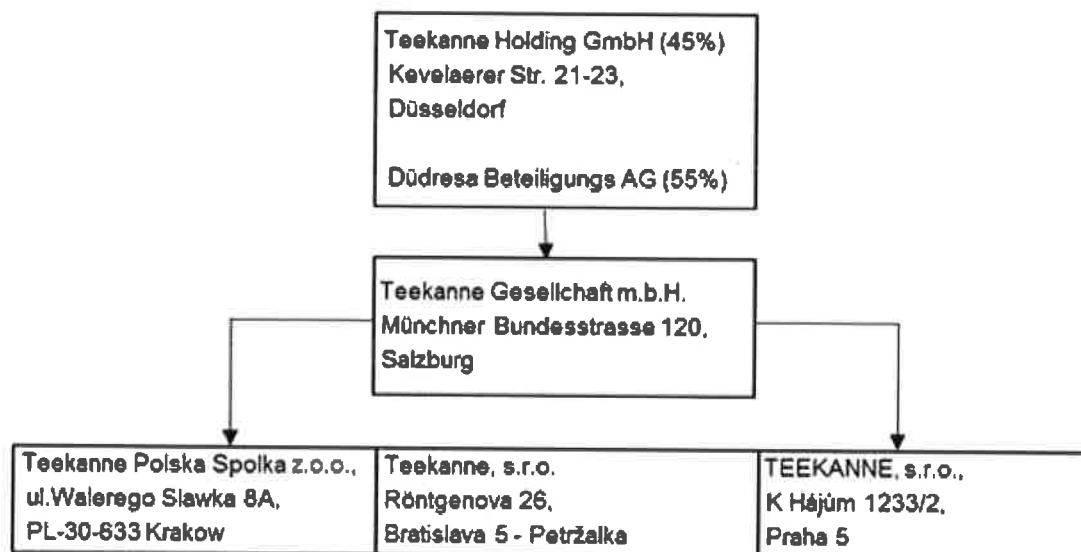 Teekanne Holding GmbH (45%)
Kevelaerer Str. 21-23,
Düsseldorf
Düdresa Beteiligungs AG (55%)
Teekanne Gesellchaft m.b.H.
Münchner Bundesstrasse 120,
Salzburg
Teekanne Polska Spolka z.o.o.,
ul.Walerego Slawka 8A,
PL-30-633 Krakow
Teekanne, s.r.o.
Röntgenova 26,
Bratislava 5 - Petržalka
TEEKANNE, s.r.o.,
K Hájům 1233/2,
Praha 5